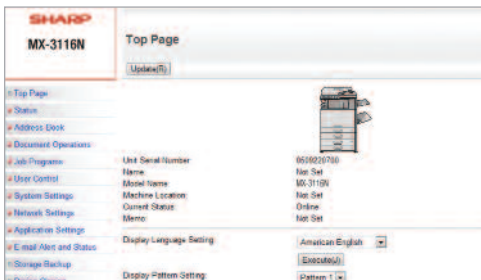 SHARP
MX-3116N
Top Page
Update(R)
Top Page
Status
Address Book
Document Operations
Job Programs
User Control
System Settings
Network Settings
Application Settings
E-mail Alert and Status
Storage Backup
Device Cloning
Unit Serial Number 0509220700
Name: Not Set
Model Name: MX-3116N
Machine Location: Not Set
Current Status: Online
Memo: Not Set
Display Language Setting: American English
Execute(J)
Display Pattern Setting: Pattern 1